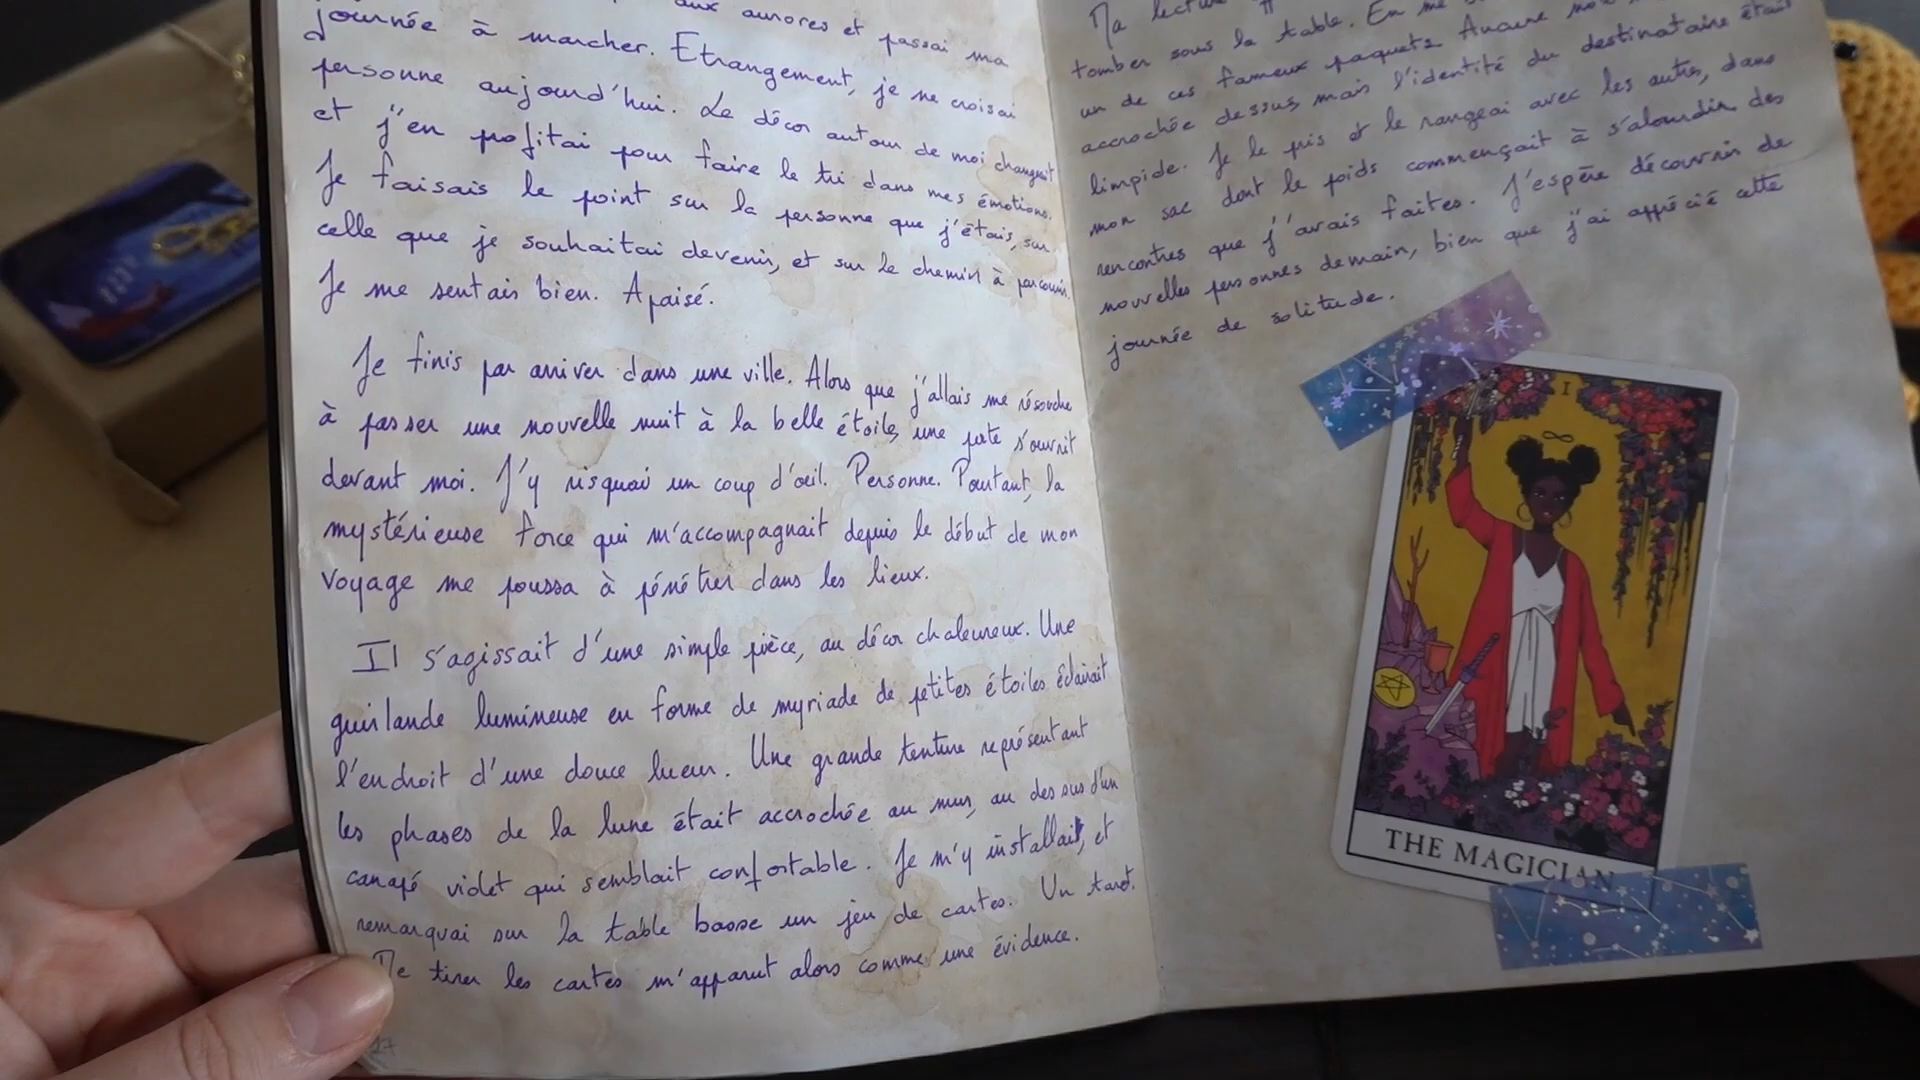 aux aurores et passai ma
journée à marcher. Etrangement, je ne croisai
personne aujourd'hui. Le décor autour de moi changeait
et j'en profitai pour faire le tri dans mes émotions.
Je faisais le point sur la personne que j'étais, sur
celle que je souhaitai devenir, et sur le chemin à parcourir.
Je me sentais bien. Apaisé.
Je finis par arriver dans une ville. Alors que j'allais me résoudre
à passer une nouvelle nuit à la belle étoile, une porte s'ouvrit
devant moi. J'y risquai un coup d'œil. Personne. Pourtant, la
mystérieuse force qui m'accompagnait depuis le début de mon
voyage me poussa à pénétrer dans les lieux.
Il s'agissait d'une simple pièce, au décor chaleureux. Une
guirlande lumineuse en forme de myriade de petites étoiles éclairait
l'endroit d'une douce lueur. Une grande tenture représentant
les phases de la lune était accrochée au mur, au dessus d'un
canapé violet qui semblait confortable. Je m'y installai, et
remarquai sur la table basse un jeu de cartes. Un tarot.
Me tirer les cartes m'apparut alors comme une évidence.
17
Ma lecture
tomber sous la table. En me
un de ces fameux paquets. Aucune
accrochée dessus, mais l'identité du destinataire était
limpide. Je le pris et le rangeai avec les autres, dans
mon sac dont le poids commençait à s'alourdir des
rencontres que j'avais faites. J'espère découvrir de
nouvelles personnes demain, bien que j'ai apprécié cette
journée de solitude.
I
THE MAGICIAN